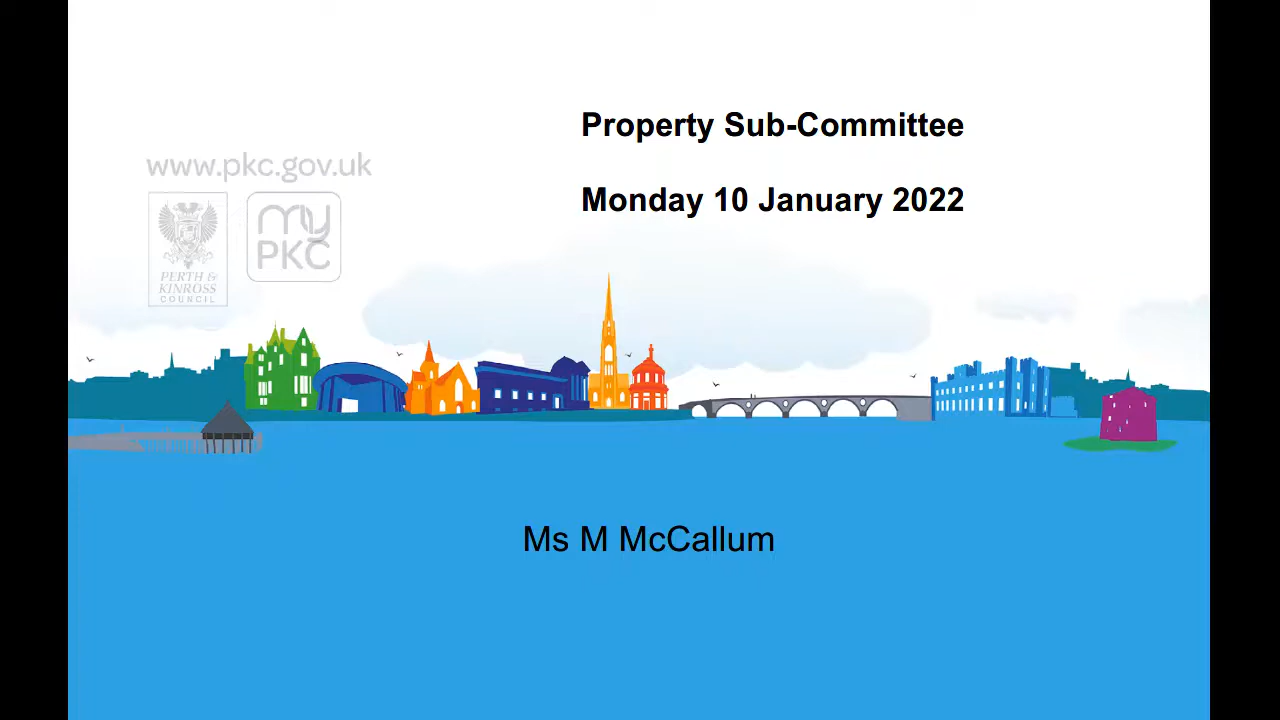 Property Sub-Committee
www.pkc.gov.uk
Monday 10 January 2022
my
PKC
PERTH &
KINROSS
COUNCIL
Ms M McCallum